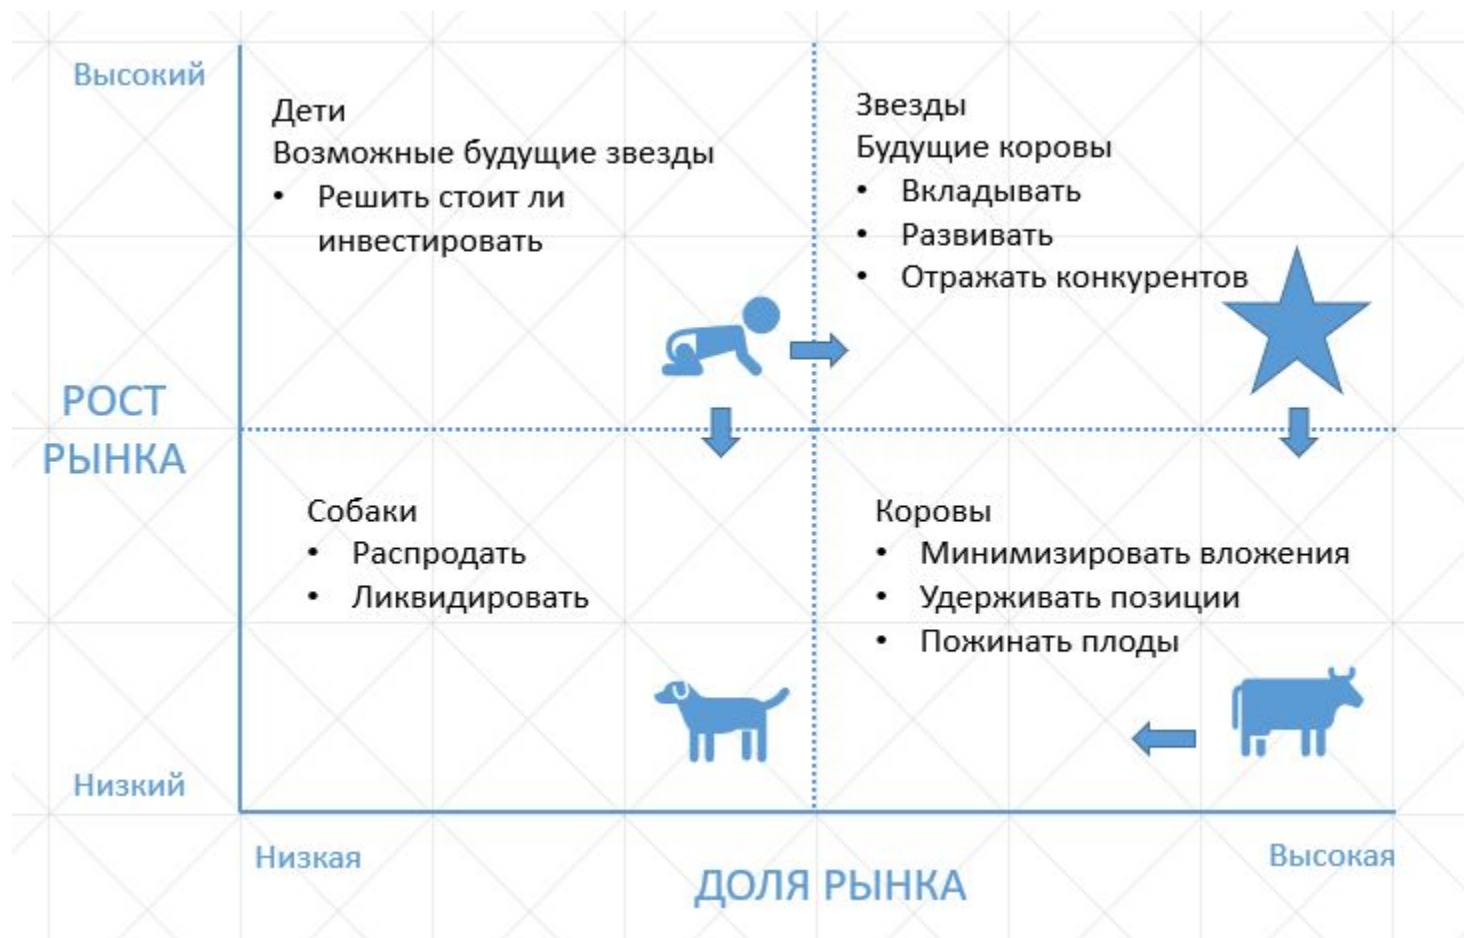 Высокий
Дети
Возможные будущие звезды
• Решить стоит ли
инвестировать
Звезды
Будущие коровы
• Вкладывать
• Развивать
• Отражать конкурентов
РОСТ
РЫНКА
Собаки
• Распродать
• Ликвидировать
Коровы
• Минимизировать вложения
• Удерживать позиции
• Пожинать плоды
Низкий
Низкая
ДОЛЯ РЫНКА
Высокая